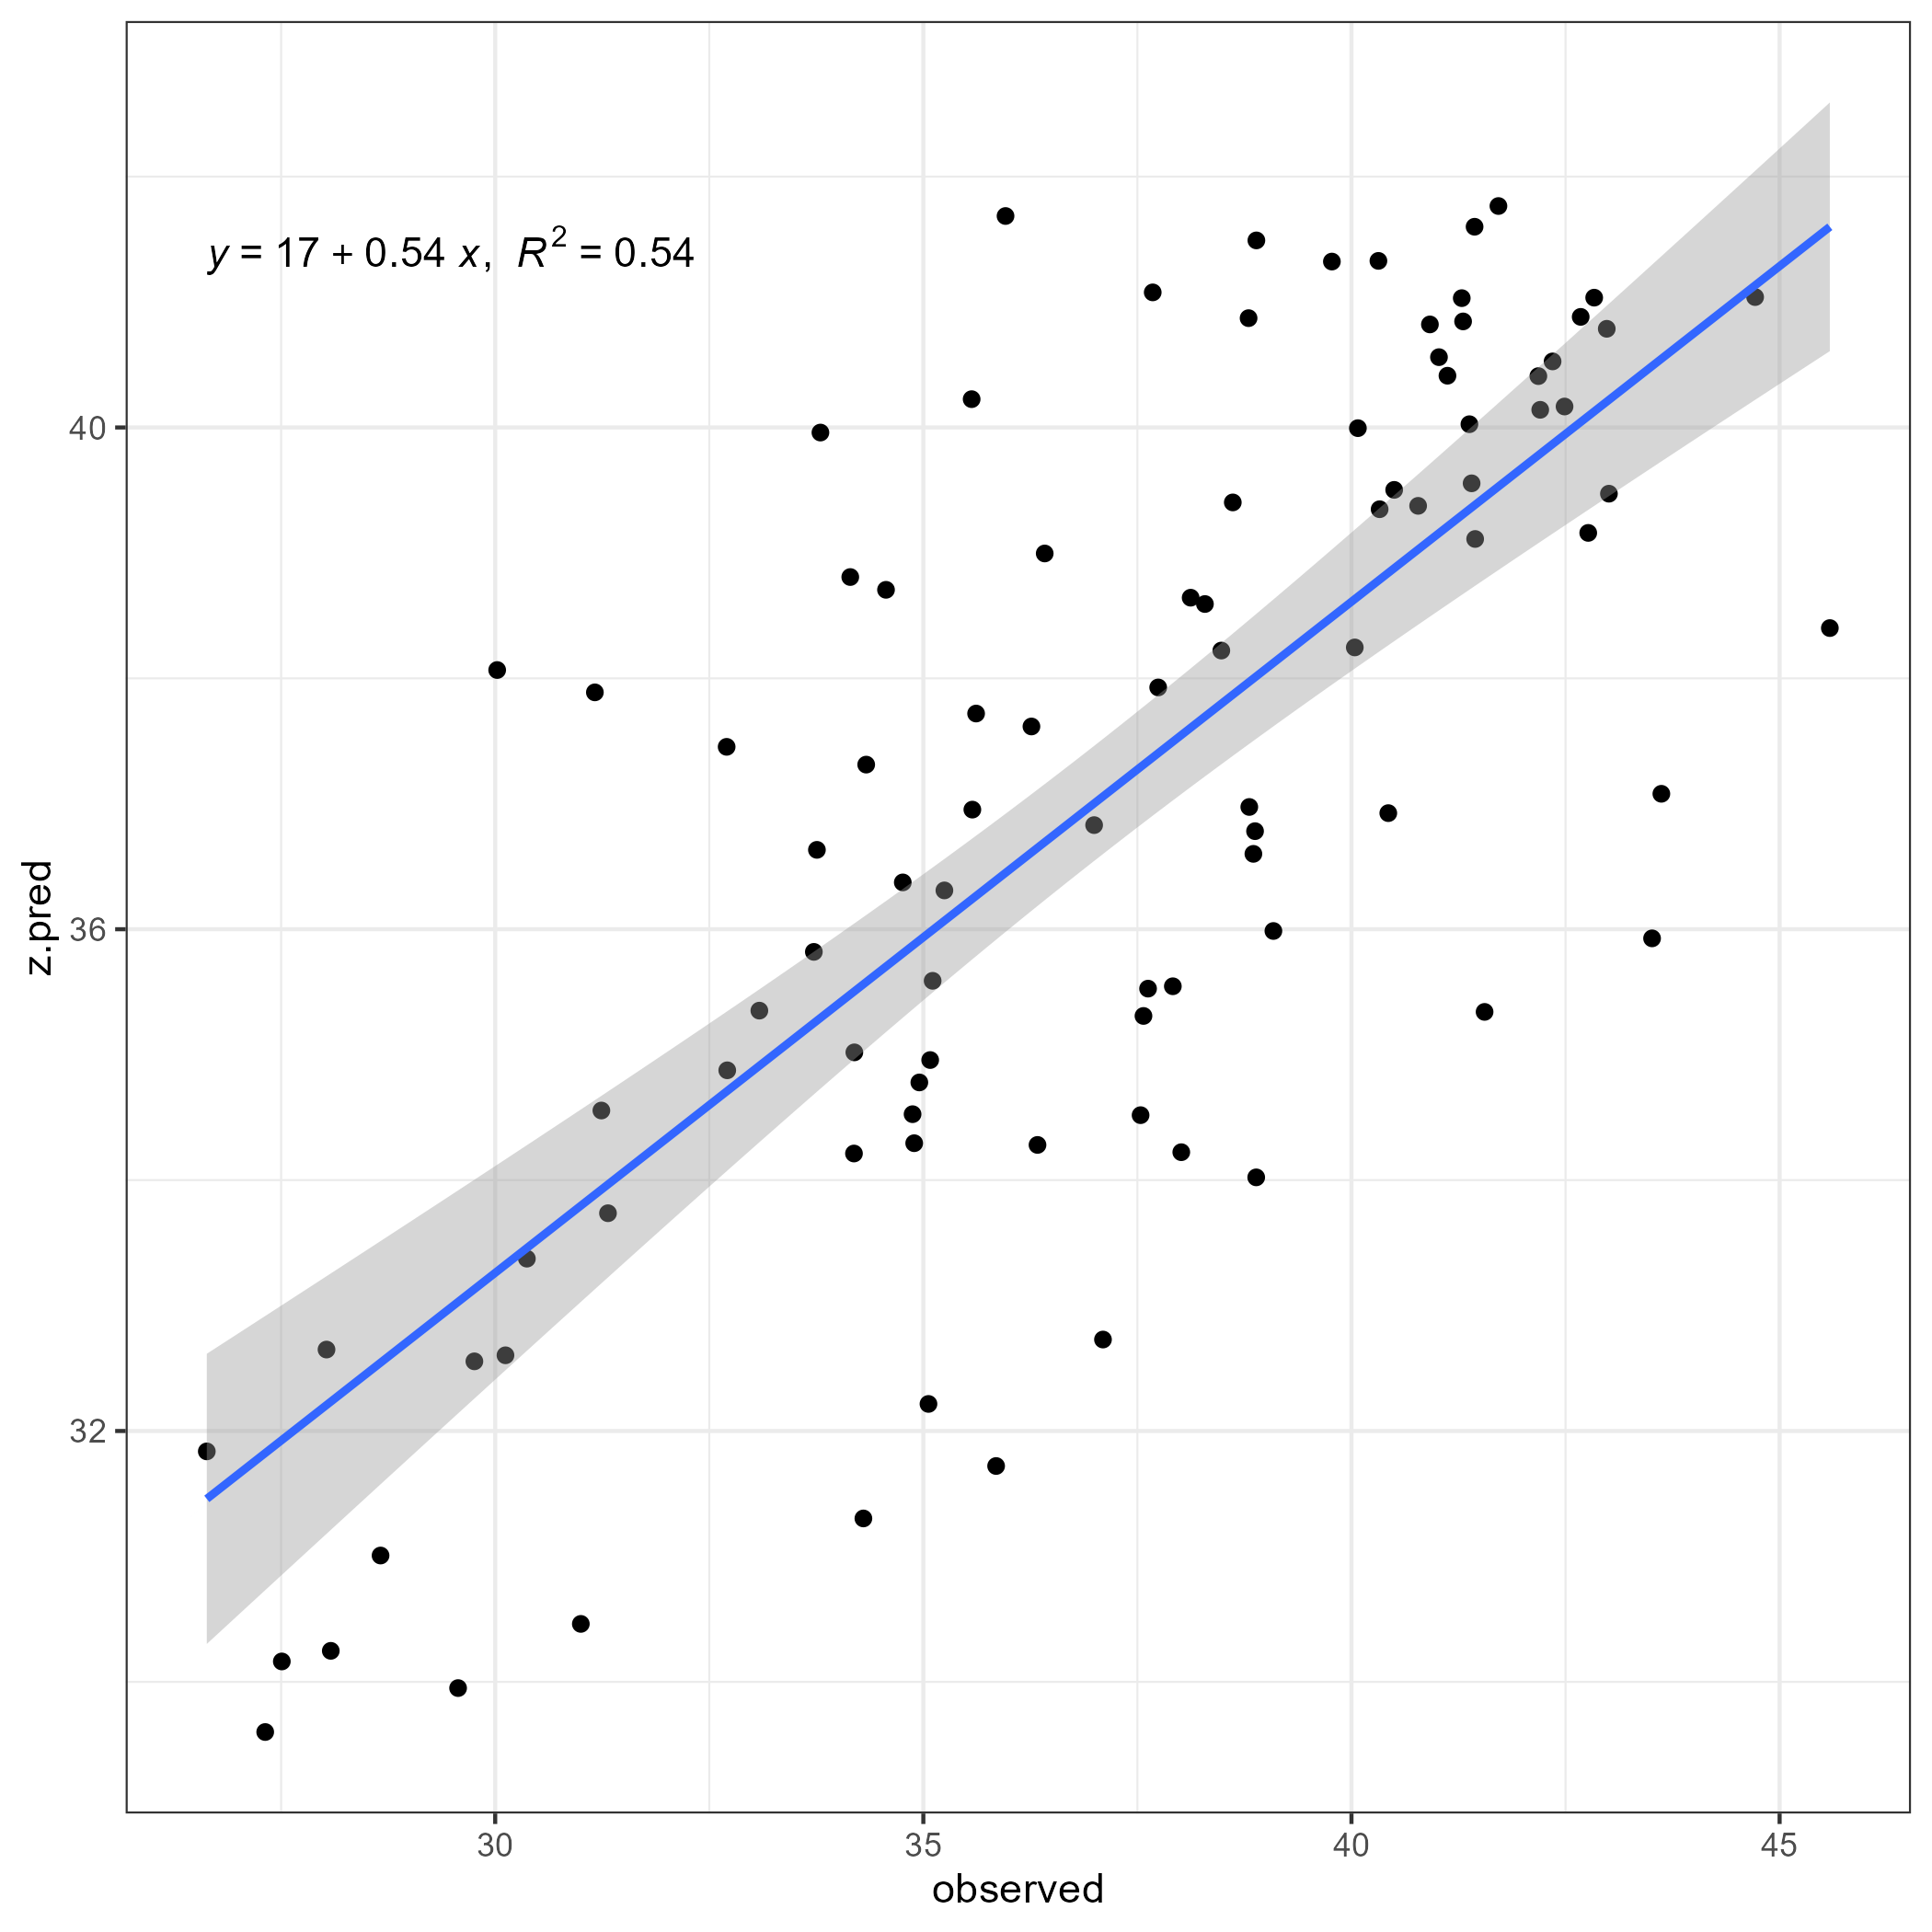 y = 17 + 0.54 x, R² = 0.54
40
36
32
z.pred
30 35 40 45
observed